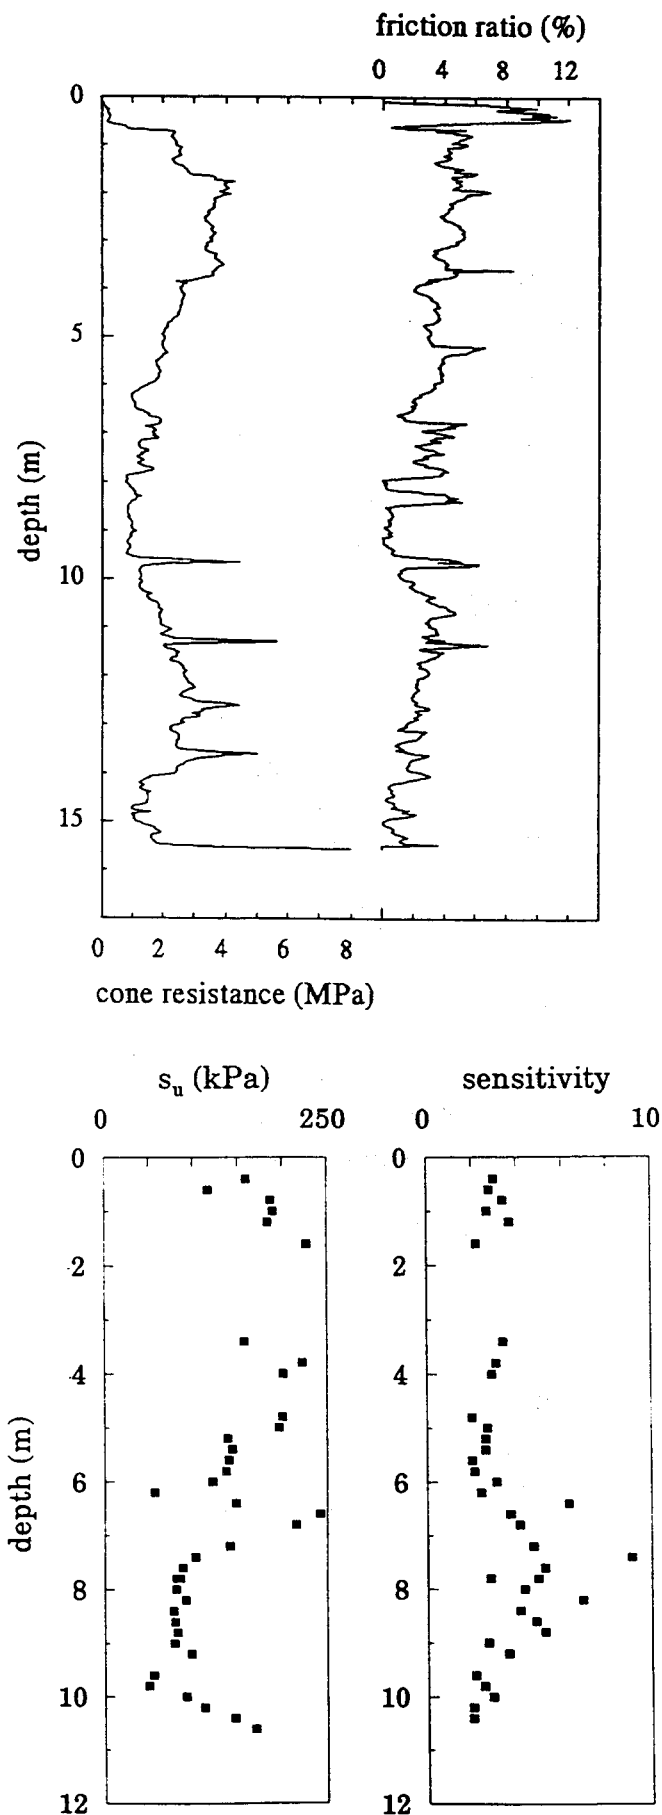 friction ratio (%)
0 4 8 12
0
5
10
15
depth (m)
0 2 4 6 8
cone resistance (MPa)
su (kPa) sensitivity
0 250 0 10
0 0
2 2
4 4
6 6
8 8
10 10
12 12
depth (m)